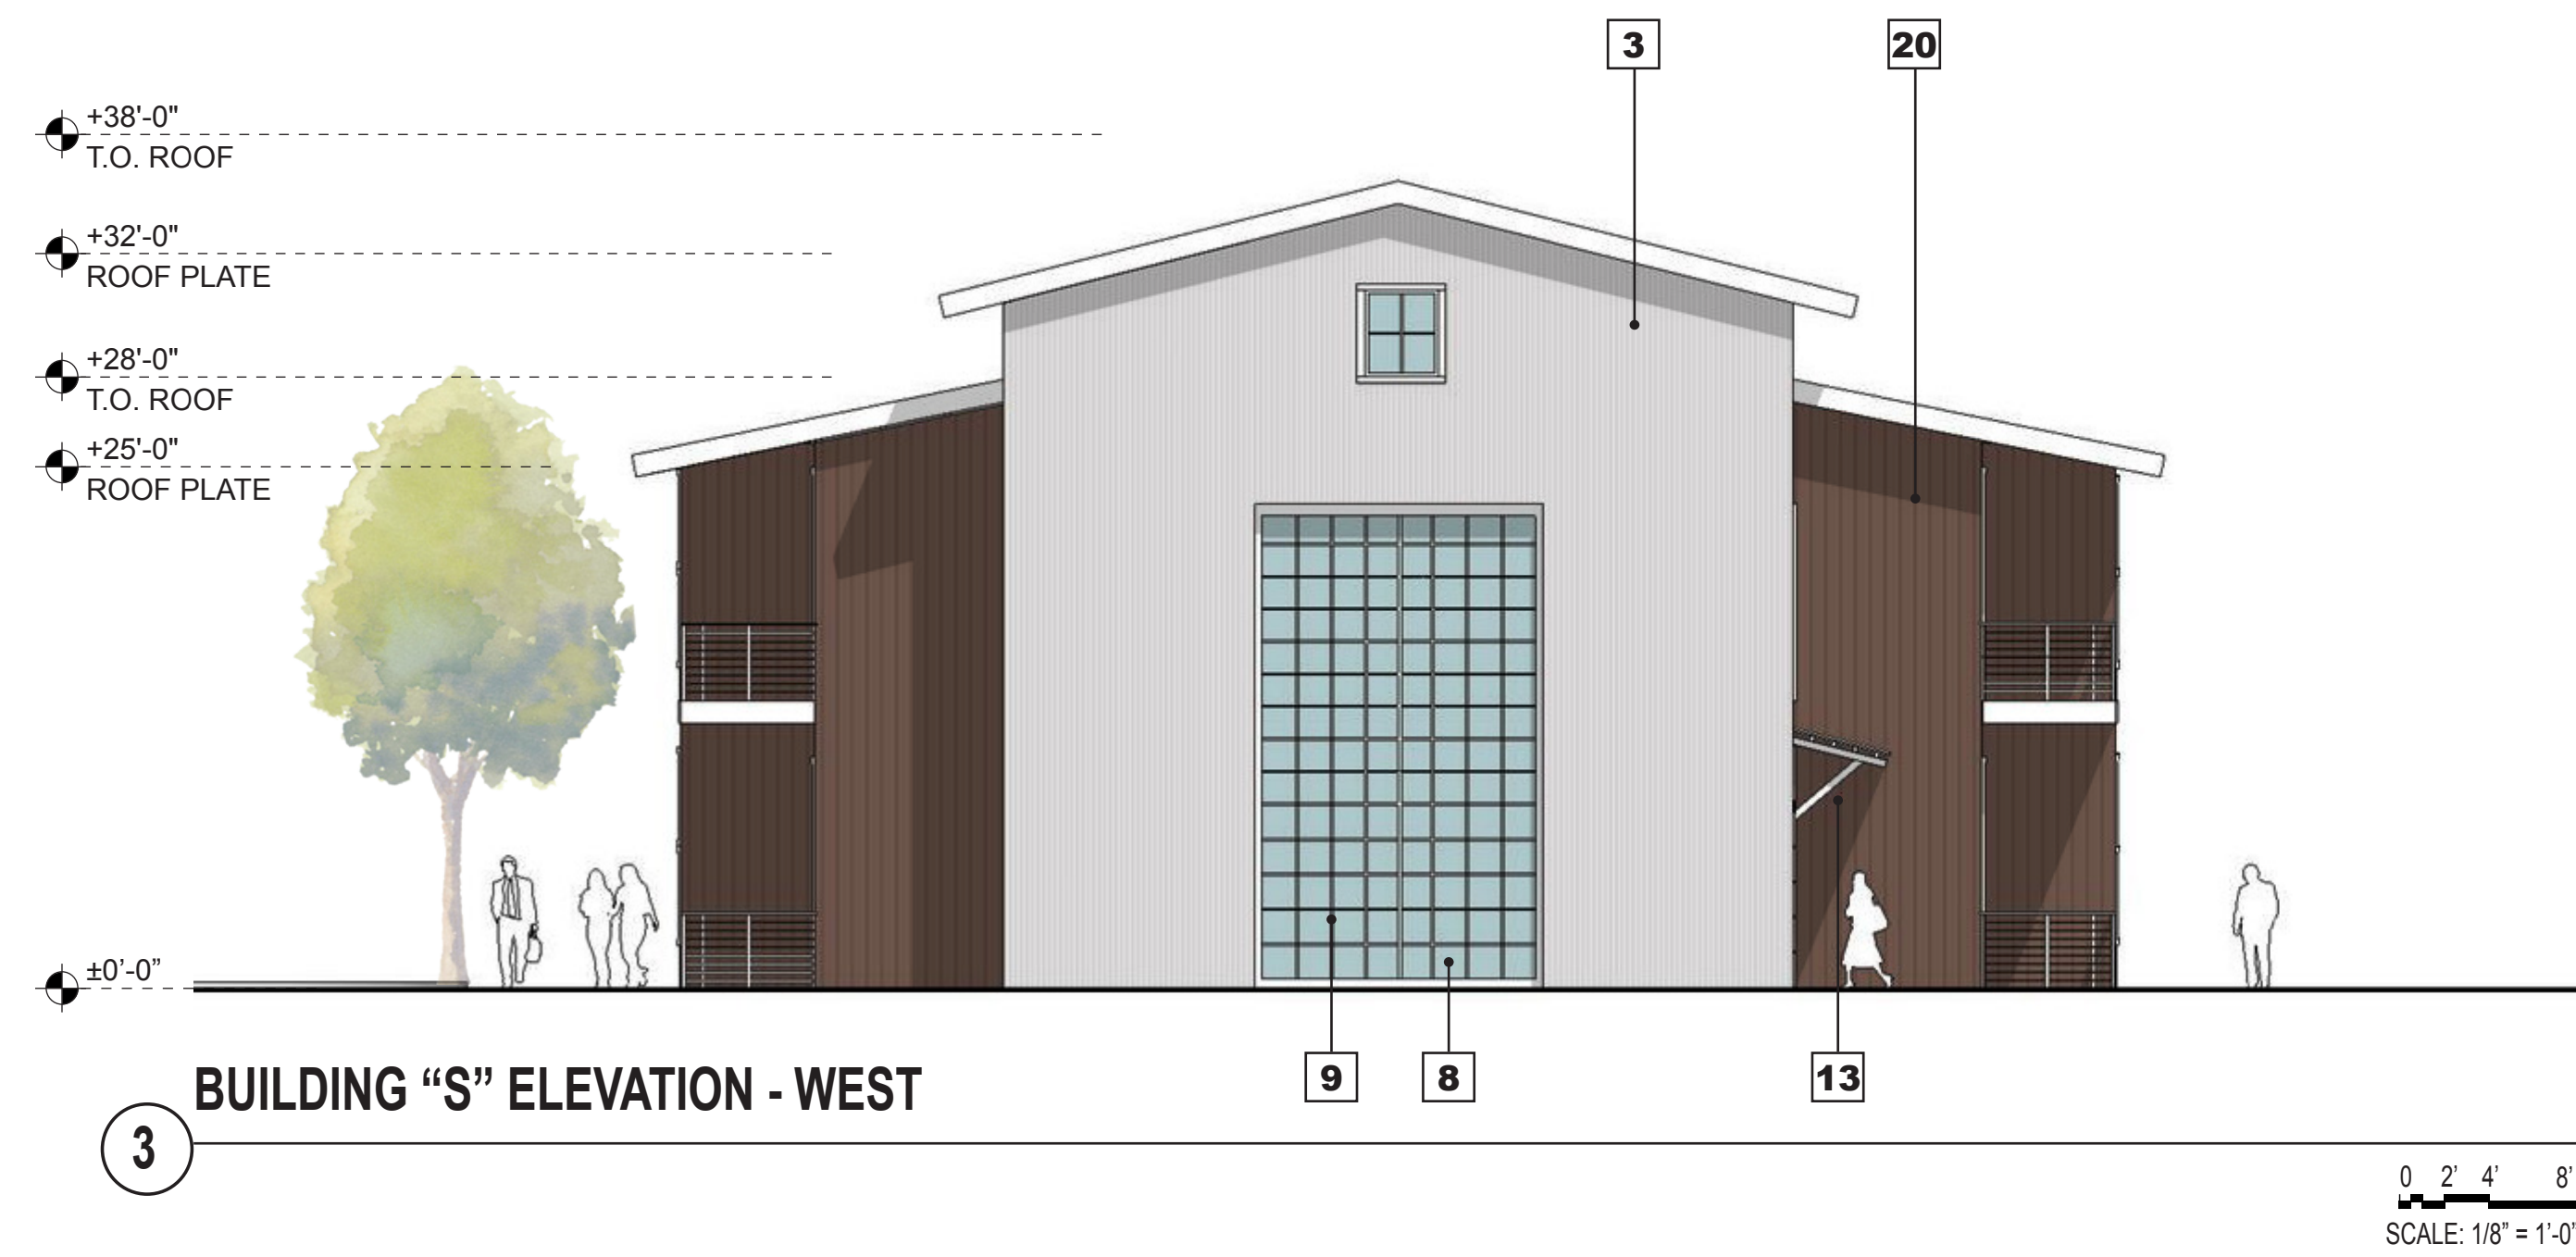 3
20
+38'-0"
T.O. ROOF
+32'-0"
ROOF PLATE
+28'-0"
T.O. ROOF
+25'-0"
ROOF PLATE
±0’-0”
9
8
13
BUILDING “S” ELEVATION - WEST
3
0 2’ 4’ 8’
SCALE: 1/8” = 1’-0”